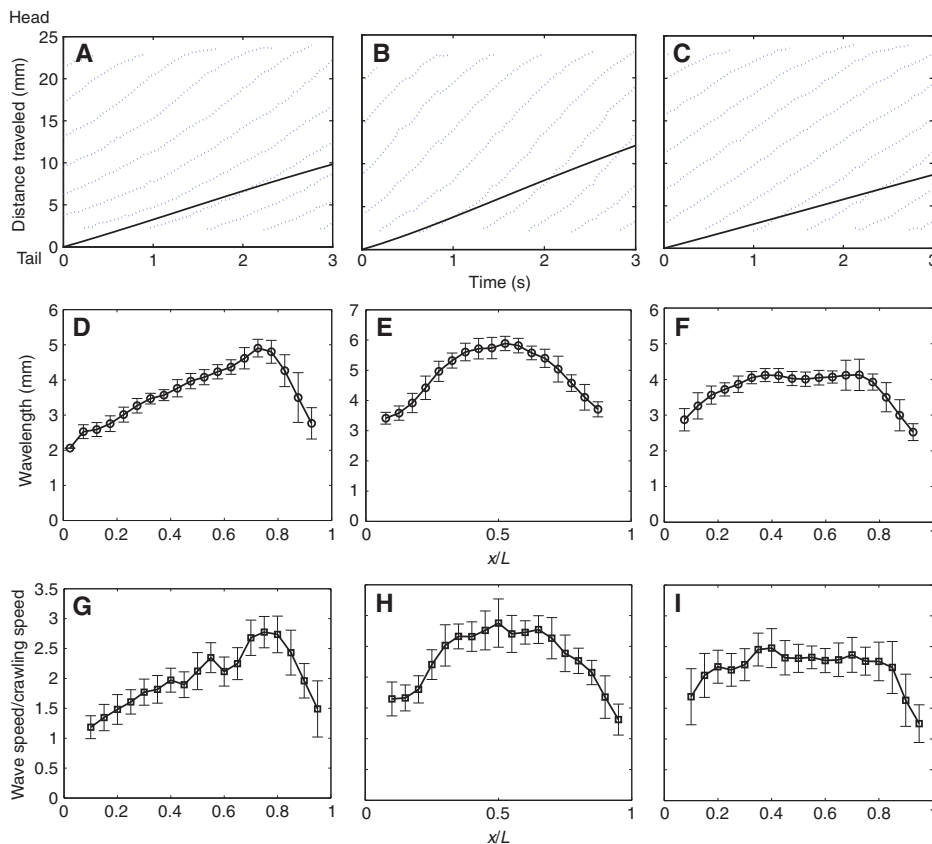 Head
A
B
C
25
20
15
10
5
0
Distance traveled (mm)
Tail
0 1 2 3
0 1 2 3
0 1 2 3
Time (s)
D
E
F
6
5
4
3
2
1
0
7
6
5
4
3
2
1
0
6
5
4
3
2
1
0
Wavelength (mm)
0 0.2 0.4 0.6 0.8 1
0 0.5 1
0 0.2 0.4 0.6 0.8 1
x/L
G
H
I
3.5
3
2.5
2
1.5
1
0.5
0
Wave speed/crawling speed
0 0.2 0.4 0.6 0.8 1
0 0.5 1
0 0.2 0.4 0.6 0.8 1
x/L